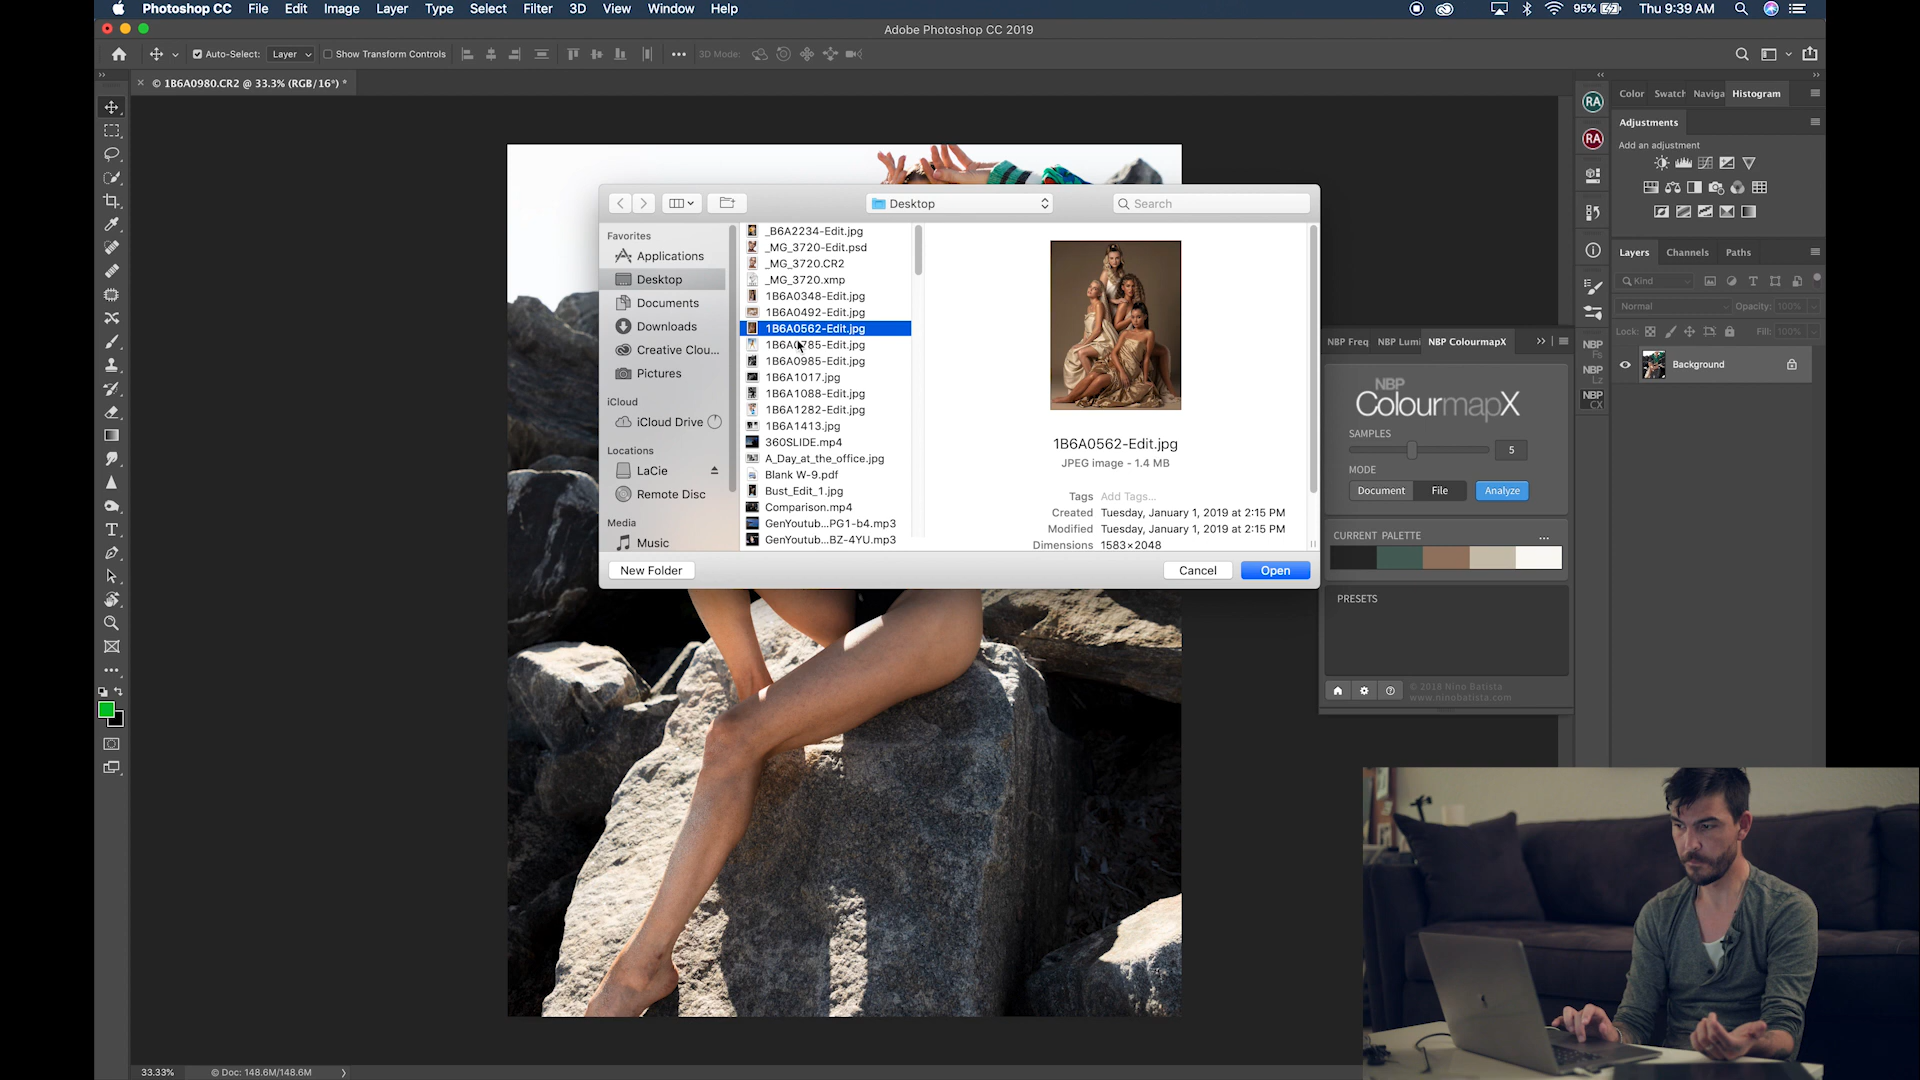 Photoshop CC File Edit Image Layer Type Select Filter 3D View Window Help 95% Thu 9:39 AM
Adobe Photoshop CC 2019
Auto-Select: Layer Show Transform Controls 3D Mode:
© 1B6A0980.CR2 @ 33.3% (RGB/16*) *
Desktop
Search
Favorites
Applications
Desktop
Documents
Downloads
Creative Clou...
Pictures
iCloud
iCloud Drive
Locations
LaCie
Remote Disc
Media
Music
_B6A2234-Edit.jpg
_MG_3720-Edit.psd
_MG_3720.CR2
_MG_3720.xmp
1B6A0348-Edit.jpg
1B6A0492-Edit.jpg
1B6A0562-Edit.jpg
1B6A0785-Edit.jpg
1B6A0985-Edit.jpg
1B6A1017.jpg
1B6A1088-Edit.jpg
1B6A1282-Edit.jpg
1B6A1413.jpg
360SLIDE.mp4
A_Day_at_the_office.jpg
Blank W-9.pdf
Bust_Edit_1.jpg
Comparison.mp4
GenYoutub...PG1-b4.mp3
GenYoutub...BZ-4YU.mp3
1B6A0562-Edit.jpg
JPEG image - 1.4 MB
Tags Add Tags...
Created Tuesday, January 1, 2019 at 2:15 PM
Modified Tuesday, January 1, 2019 at 2:15 PM
Dimensions 1583×2048
New Folder
Cancel
Open
NBP Freq NBP Lumi NBP ColourmapX
NBP
ColourmapX
SAMPLES
5
MODE
Document File Analyze
CURRENT PALETTE ...
PRESETS
© 2018 Nino Batista
www.ninobatista.com
RA
RA
NBP
Fs
NBP
Lz
NBP
CX
Color Swatch Naviga Histogram
Adjustments
Add an adjustment
Layers Channels Paths
Kind
Normal Opacity: 100%
Lock: Fill: 100%
Background
33.33% © Doc: 148.6M/148.6M